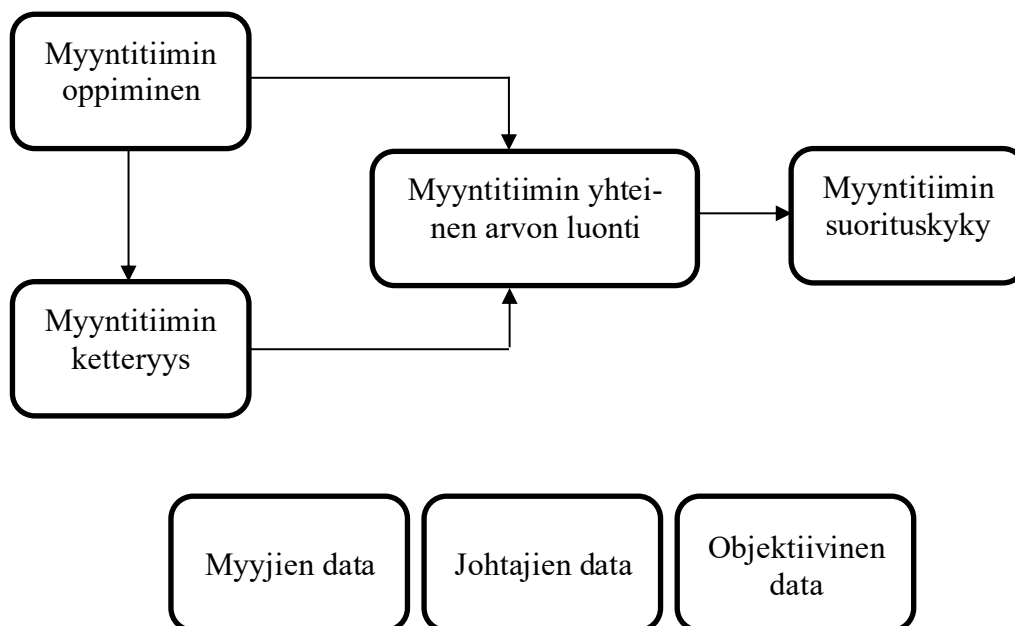 Myyntitiimin
oppiminen
Myyntitiimin yhtei-
nen arvon luonti
Myyntitiimin
suorituskyky
Myyntitiimin
ketteryys
Myyjien data
Johtajien data
Objektiivinen
data